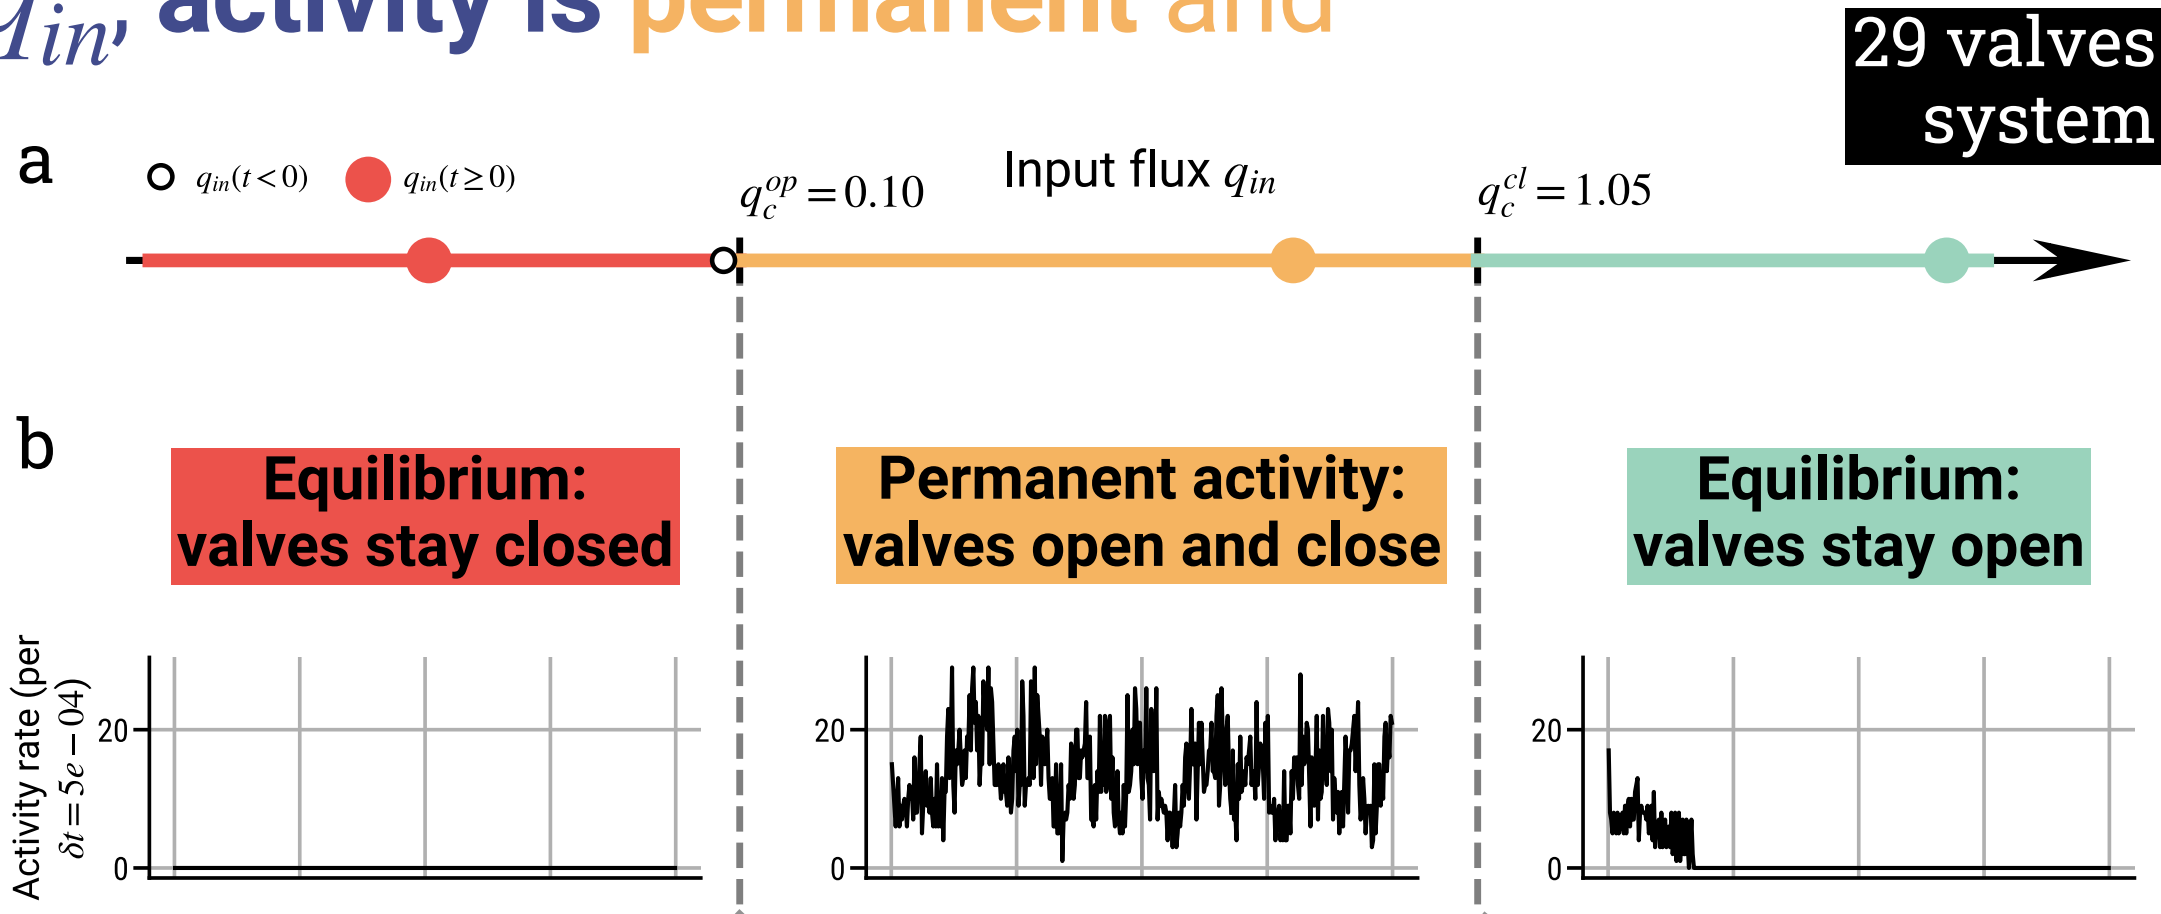 q_in, activity is permanent and
29 valves
system
a
q_in(t<0)
q_in(t≥0)
q_c^op = 0.10
Input flux q_in
q_c^cl = 1.05
b
Equilibrium:
valves stay closed
Permanent activity:
valves open and close
Equilibrium:
valves stay open
Activity rate (per
δt = 5e − 04)
20
0
20
0
20
0